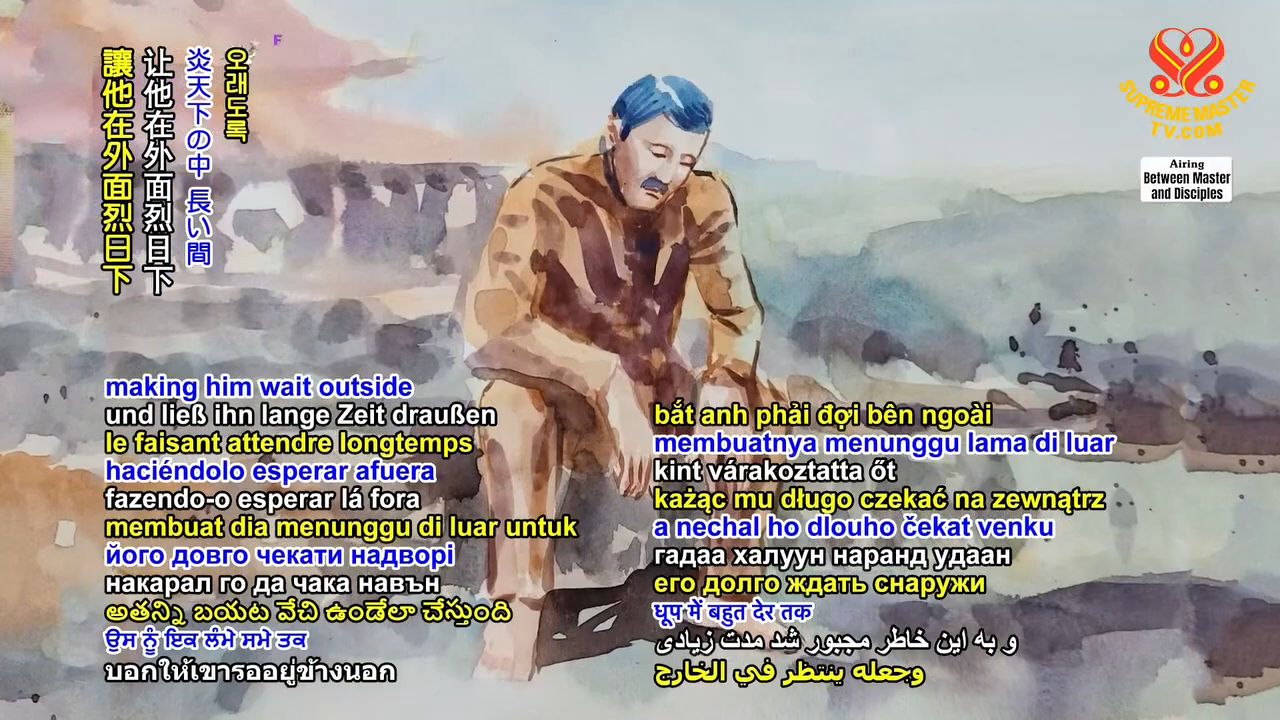 讓他在外面烈日下
让他在外面烈日下
炎天下の中 長い間
오래도록
F
SUPREME MASTER
TV.COM
Airing
Between Master
and Disciples
making him wait outside
und ließ ihn lange Zeit draußen
le faisant attendre longtemps
haciéndolo esperar afuera
fazendo-o esperar lá fora
membuat dia menunggu di luar untuk
його довго чекати надворі
накарал го да чака навън
అతన్ని బయట వేచి ఉండేలా చేస్తుంది
ਉਸ ਨੂੰ ਇਕ ਲੰਮੇ ਸਮੇ ਤਕ
บอกให้เขารออยู่ข้างนอก
bắt anh phải đợi bên ngoài
membuatnya menunggu lama di luar
kint várakoztatta őt
każąc mu długo czekać na zewnątrz
a nechal ho dlouho čekat venku
гадаа халуун наранд удаан
его долго ждать снаружи
धूप में बहुत देर तक
و به این خاطر مجبور شد مدت زیادی
وجعله ينتظر في الخارج